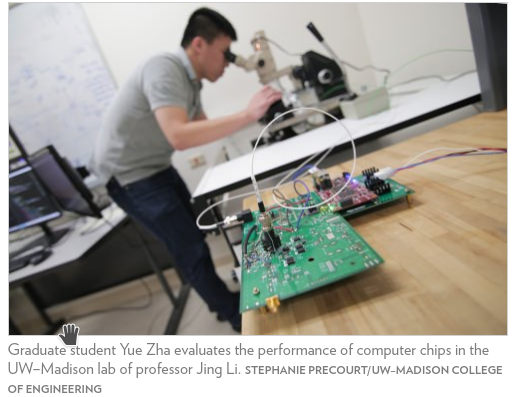 Graduate student Yue Zha evaluates the performance of computer chips in the
UW–Madison lab of professor Jing Li. STEPHANIE PRECOURT/UW–MADISON COLLEGE
OF ENGINEERING